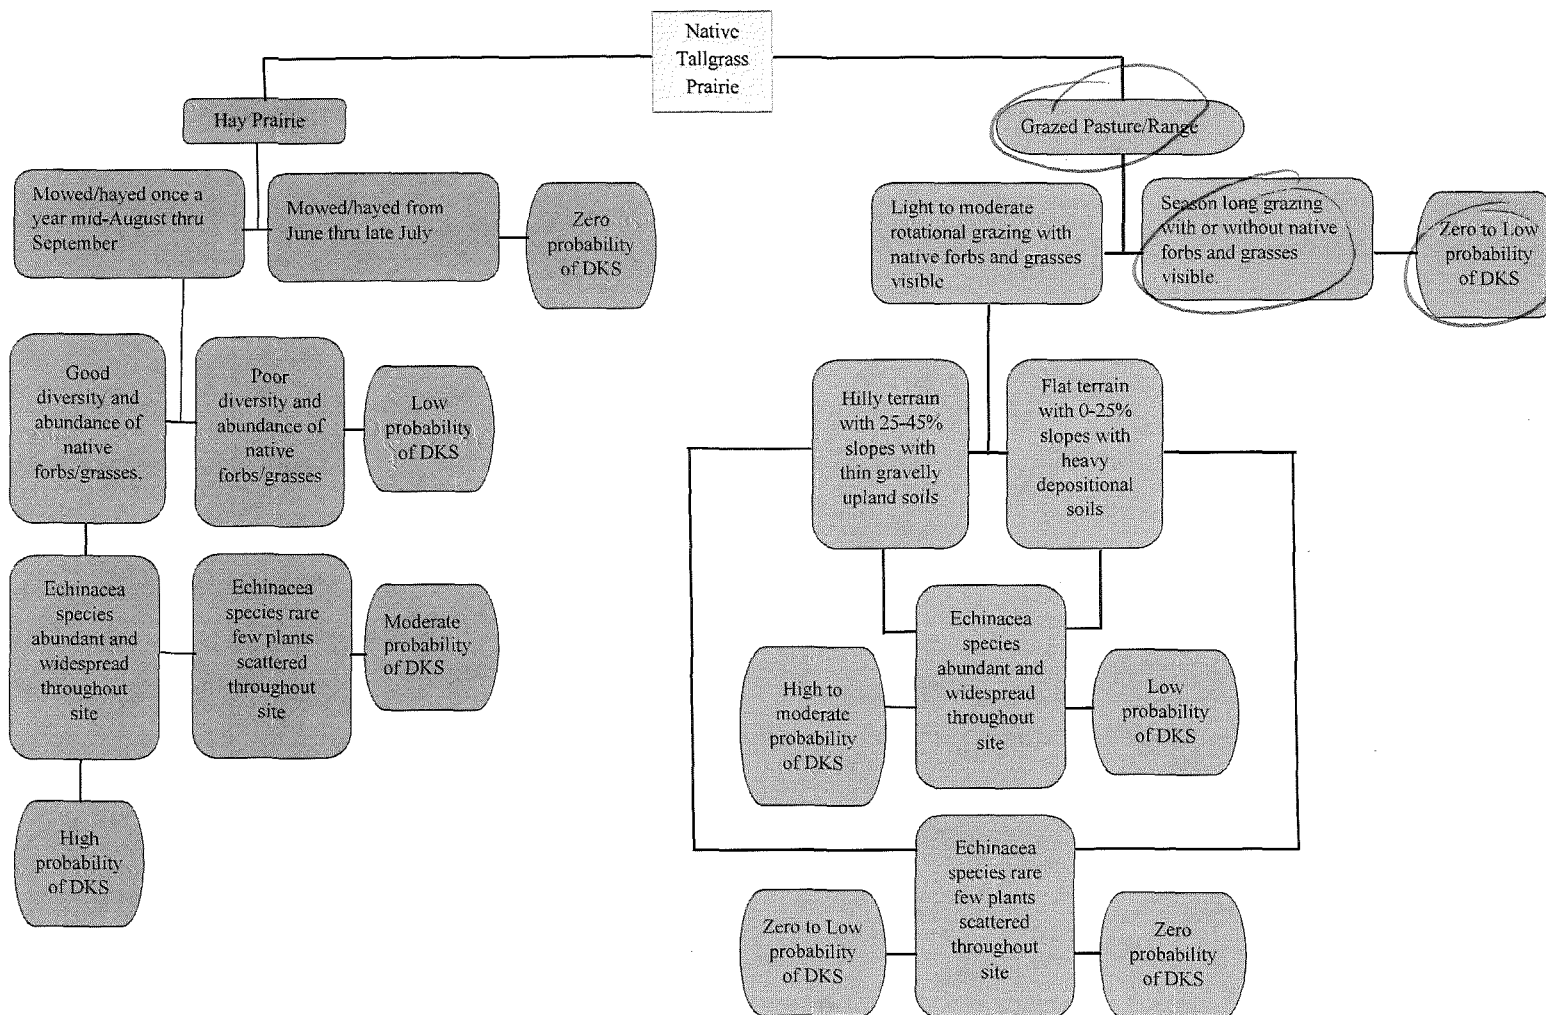 Native
Tallgrass
Prairie
Hay Prairie
Grazed Pasture/Range
Mowed/hayed once a
year mid-August thru
September
Mowed/hayed from
June thru late July
Zero
probability
of DKS
Light to moderate
rotational grazing with
native forbs and grasses
visible
Season long grazing
with or without native
forbs and grasses
visible.
Zero to Low
probability
of DKS
Good
diversity and
abundance of
native
forbs/grasses.
Poor
diversity and
abundance of
native
forbs/grasses
Low
probability
of DKS
Hilly terrain
with 25-45%
slopes with
thin gravelly
upland soils
Flat terrain
with 0-25%
slopes with
heavy
depositional
soils
Echinacea
species
abundant and
widespread
throughout
site
Echinacea
species rare
few plants
scattered
throughout
site
Moderate
probability
of DKS
Echinacea
species
abundant and
widespread
throughout
site
High to
moderate
probability
of DKS
Low
probability
of DKS
High
probability
of DKS
Echinacea
species rare
few plants
scattered
throughout
site
Zero to Low
probability
of DKS
Zero
probability
of DKS